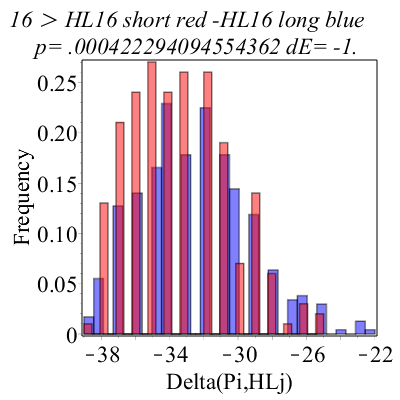 16 > HL16 short red -HL16 long blue
p= .000422294094554362 dE= -1.
0.25
0.20
0.15
0.10
0.05
0
Frequency
-38 -34 -30 -26 -22
Delta(Pi,HLj)